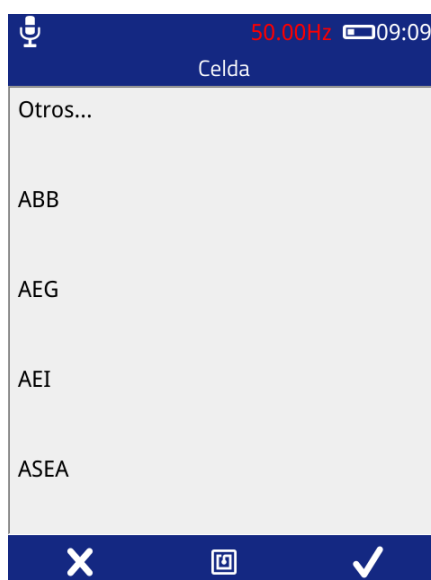 50.00Hz 09:09
Celda
Otros...
ABB
AEG
AEI
ASEA